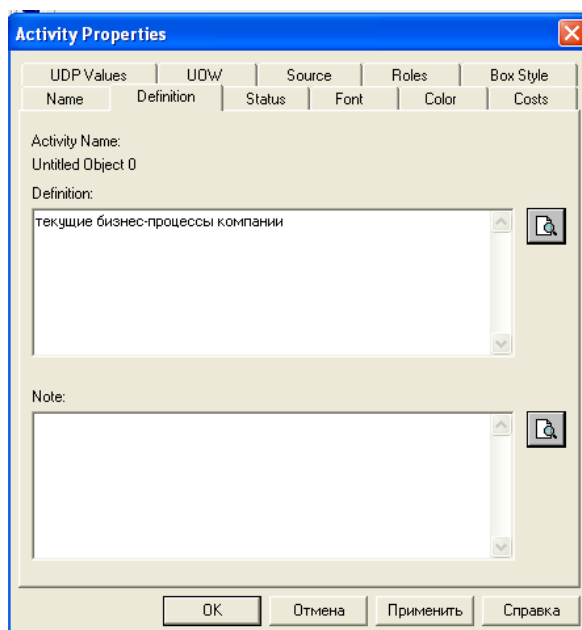 Activity Properties
UDP Values UOW Source Roles Box Style
Name Definition Status Font Color Costs
Activity Name:
Untitled Object 0
Definition:
текущие бизнес-процессы компании
Note:
OK Отмена Применить Справка